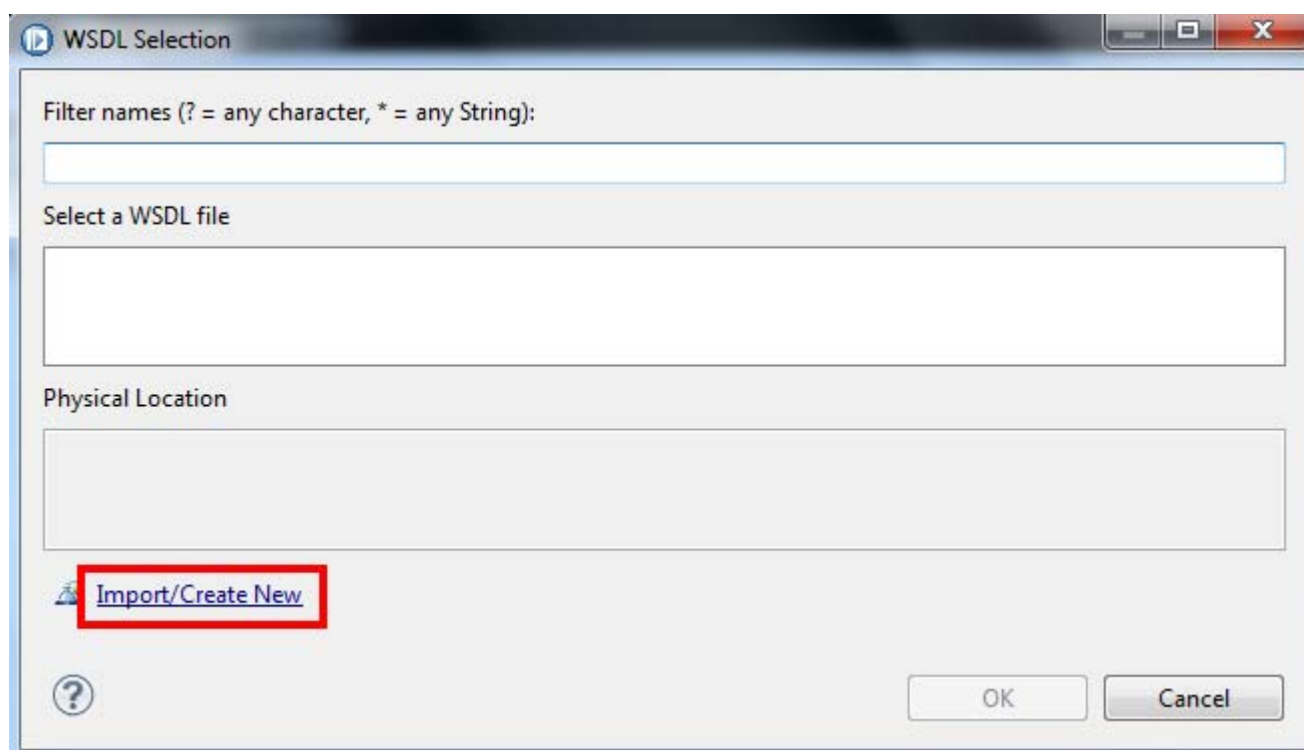 WSDL Selection
Filter names (? = any character, * = any String):
Select a WSDL file
Physical Location
Import/Create New
?
OK
Cancel